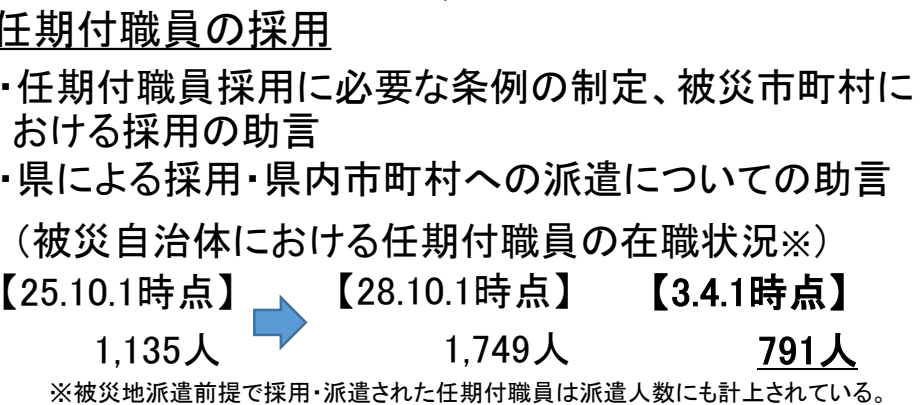 任期付職員の採用
・任期付職員採用に必要な条例の制定、被災市町村に
おける採用の助言
・県による採用・県内市町村への派遣についての助言
（被災自治体における任期付職員の在職状況※）
【25.10.1時点】 【28.10.1時点】 【3.4.1時点】
1,135人 1,749人 791人
※被災地派遣前提で採用・派遣された任期付職員は派遣人数にも計上されている。